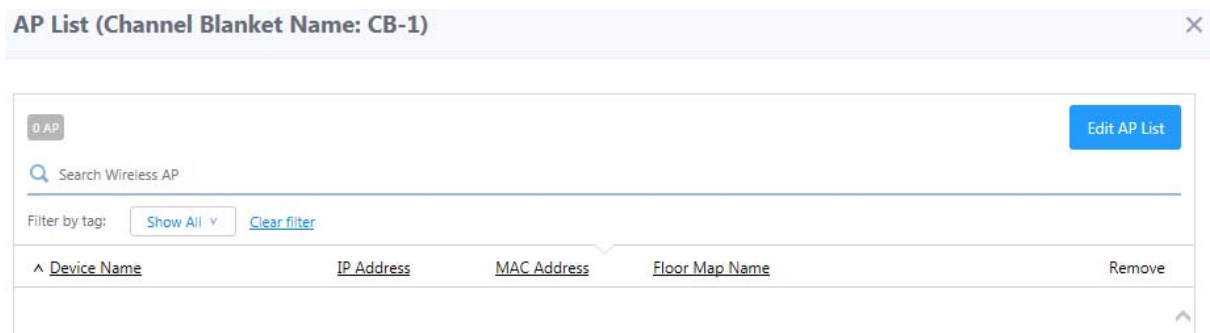 AP List (Channel Blanket Name: CB-1)
0 AP
Edit AP List
Search Wireless AP
Filter by tag: Show All Clear filter
Device Name IP Address MAC Address Floor Map Name Remove